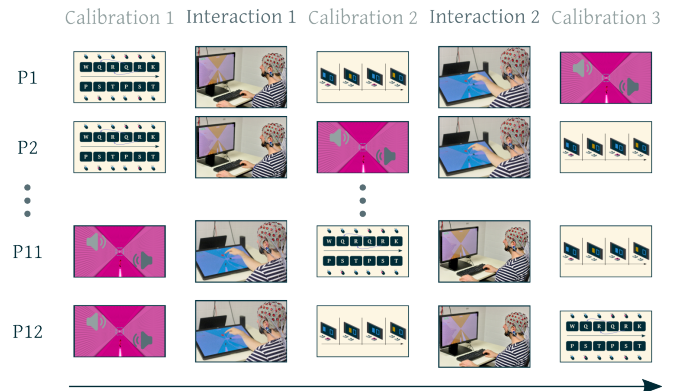 Calibration 1 Interaction 1 Calibration 2 Interaction 2 Calibration 3
P1
W Q R Q R K
P S T P S T
P2
W Q R Q R K
P S T P S T
P11
W Q R Q R K
P S T P S T
P12
W Q R Q R K
P S T P S T